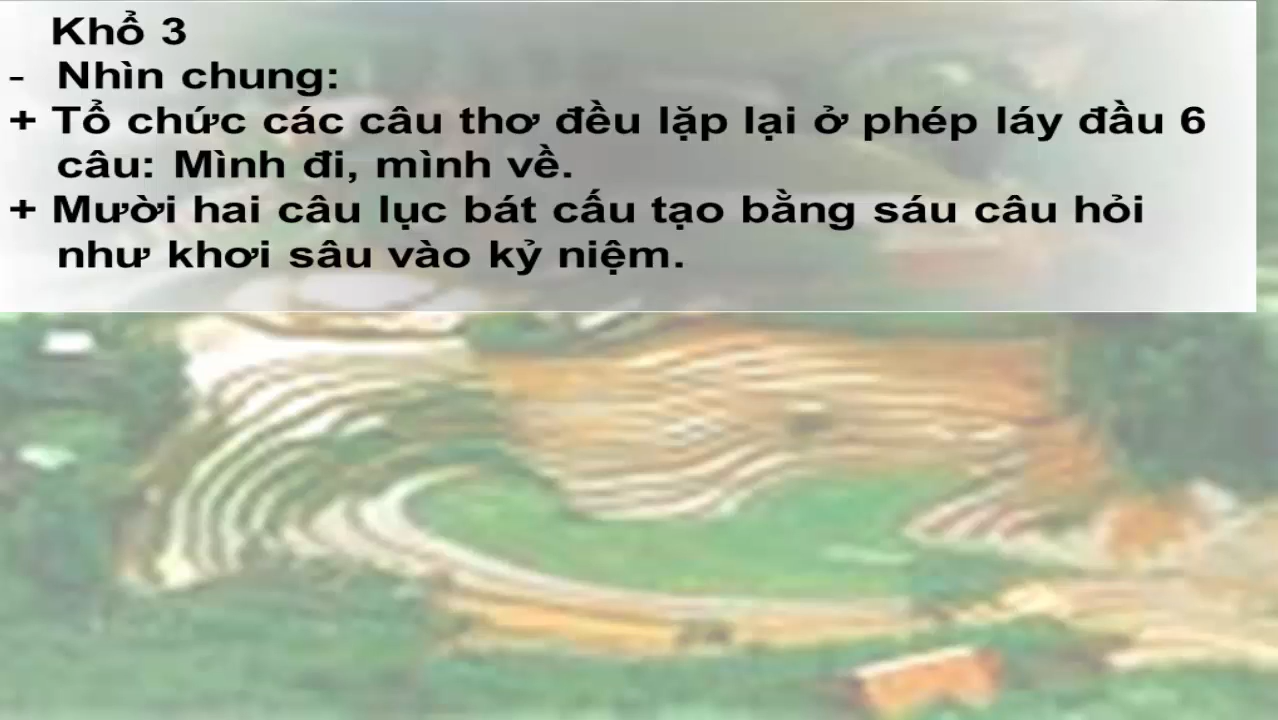 Khổ 3
- Nhìn chung:
+ Tổ chức các câu thơ đều lặp lại ở phép láy đầu 6
câu: Mình đi, mình về.
+ Mười hai câu lục bát cấu tạo bằng sáu câu hỏi
như khơi sâu vào kỷ niệm.